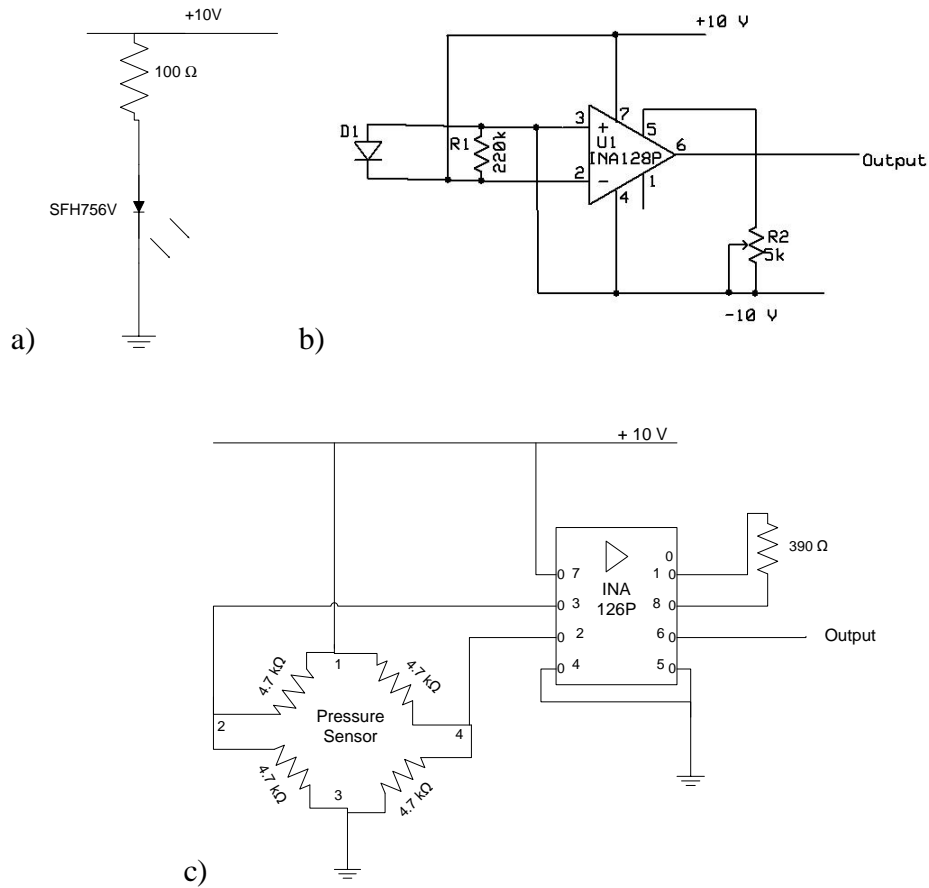 +10V
100 Ω
SFH756V
a)
+10 V
D1
R1
220k
3
+
7
5
U1
INA128P
6
2
-
4
1
Output
R2
5k
-10 V
b)
+ 10 V
0
INA
126P
0 7
1 0
390 Ω
0 3
8 0
0 2
6 0
Output
0 4
5 0
4.7 kΩ
1
4.7 kΩ
2
Pressure
Sensor
4
4.7 kΩ
3
4.7 kΩ
c)